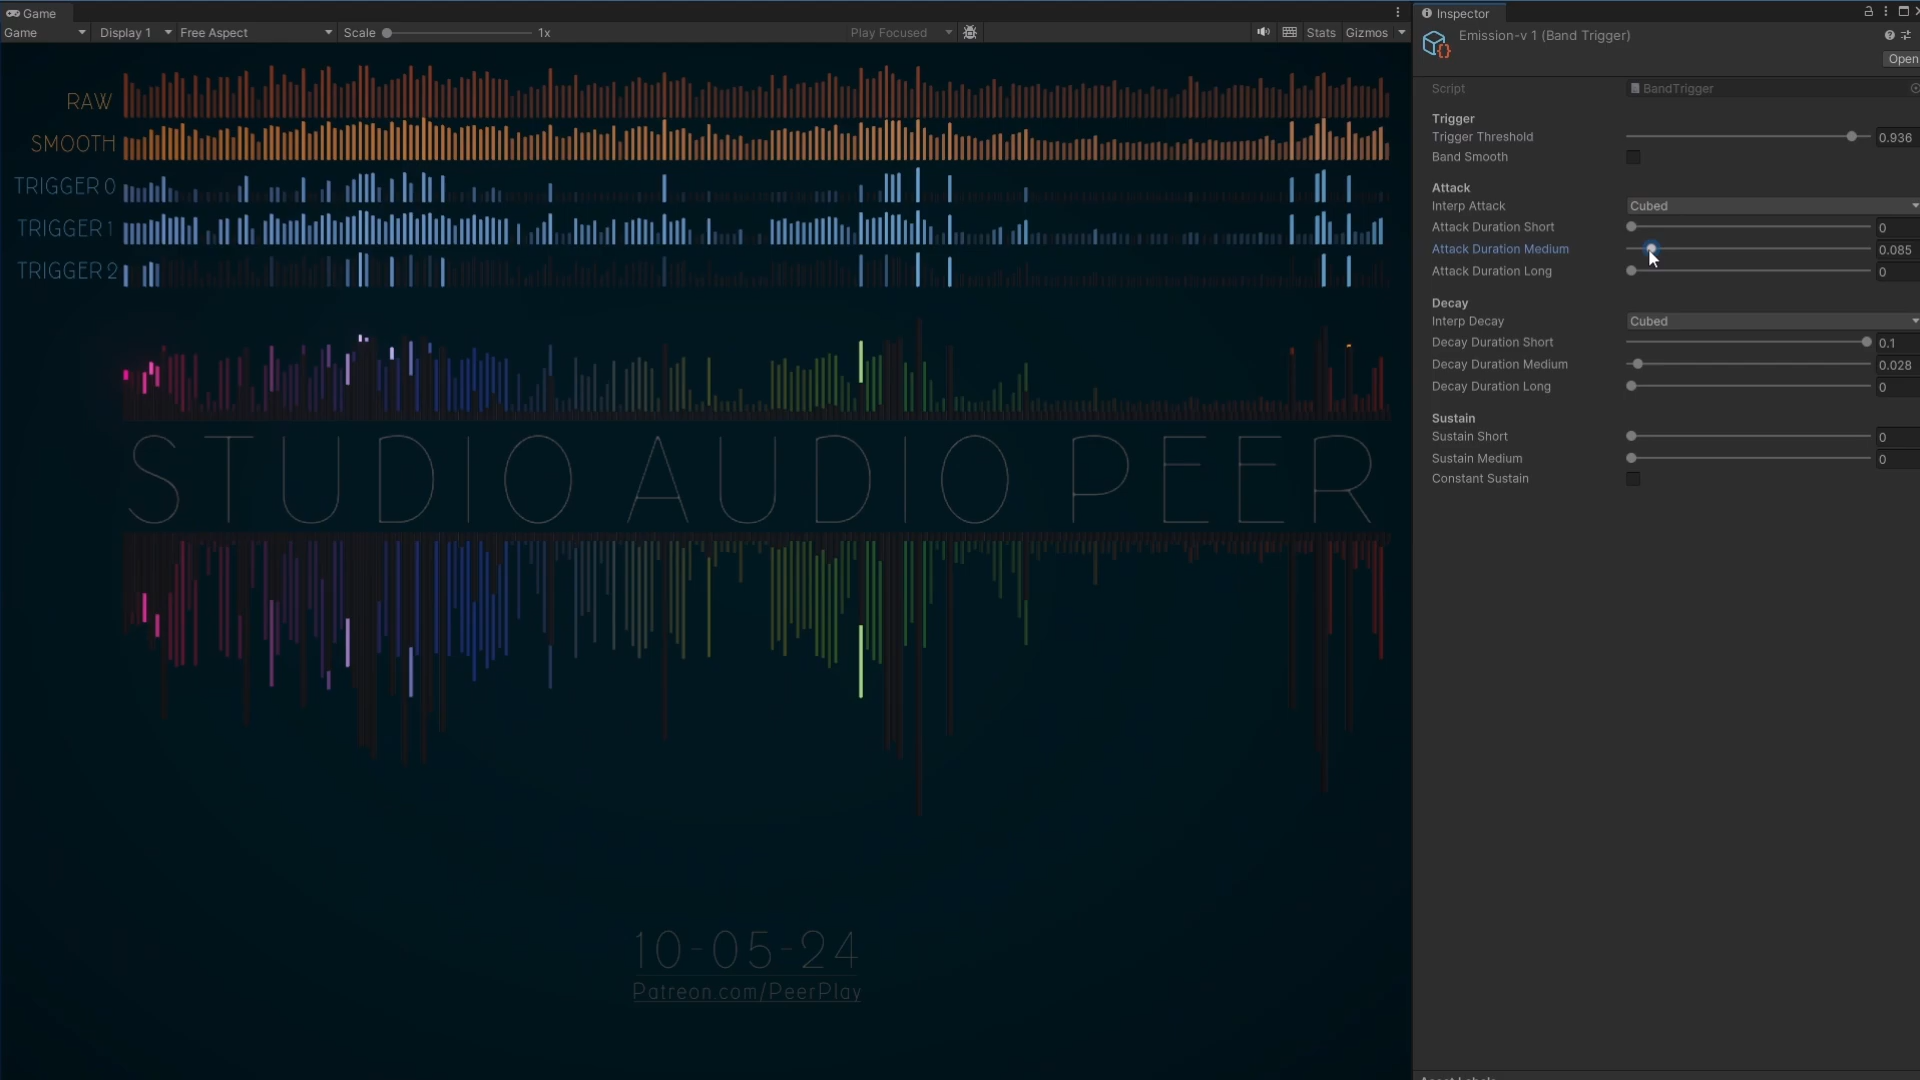 Game
Game Display 1 Free Aspect Scale 1x Play Focused Stats Gizmos
RAW
SMOOTH
TRIGGER 0
TRIGGER 1
TRIGGER 2
STUDIO AUDIO PEER
10-05-24
Patreon.com/PeerPlay
Inspector
Emission-v 1 (Band Trigger)
Open
Script BandTrigger
Trigger
Trigger Threshold 0.936
Band Smooth
Attack
Interp Attack Cubed
Attack Duration Short 0
Attack Duration Medium 0.085
Attack Duration Long 0
Decay
Interp Decay Cubed
Decay Duration Short 0.1
Decay Duration Medium 0.028
Decay Duration Long 0
Sustain
Sustain Short 0
Sustain Medium 0
Constant Sustain